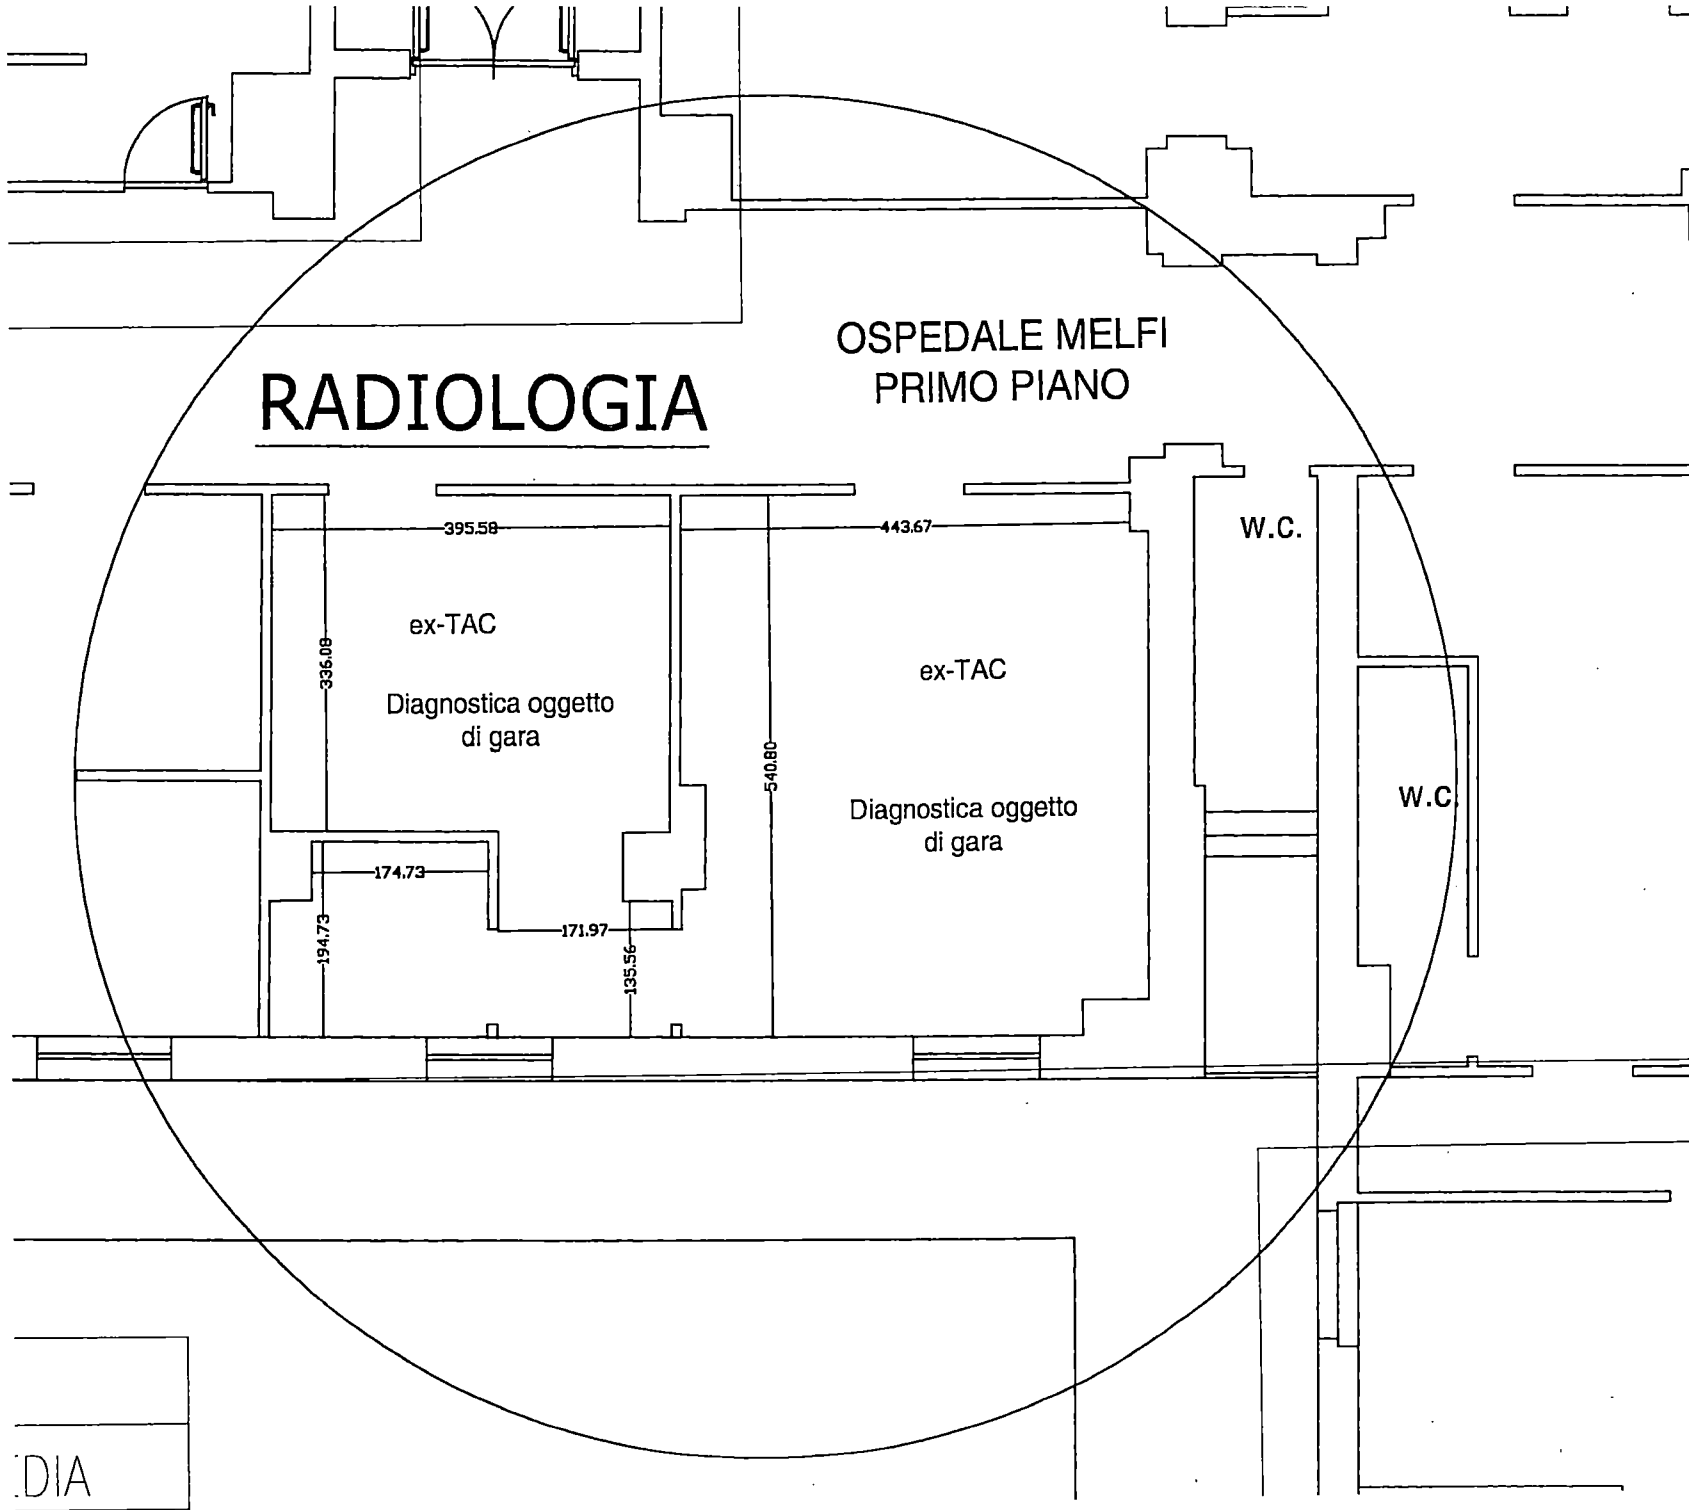 OSPEDALE MELFI
PRIMO PIANO
RADIOLOGIA
395.58
443.67
W.C.
ex-TAC
336.08
Diagnostica oggetto
di gara
ex-TAC
540.80
Diagnostica oggetto
di gara
W.C.
174.73
194.73
171.97
135.56
DIA